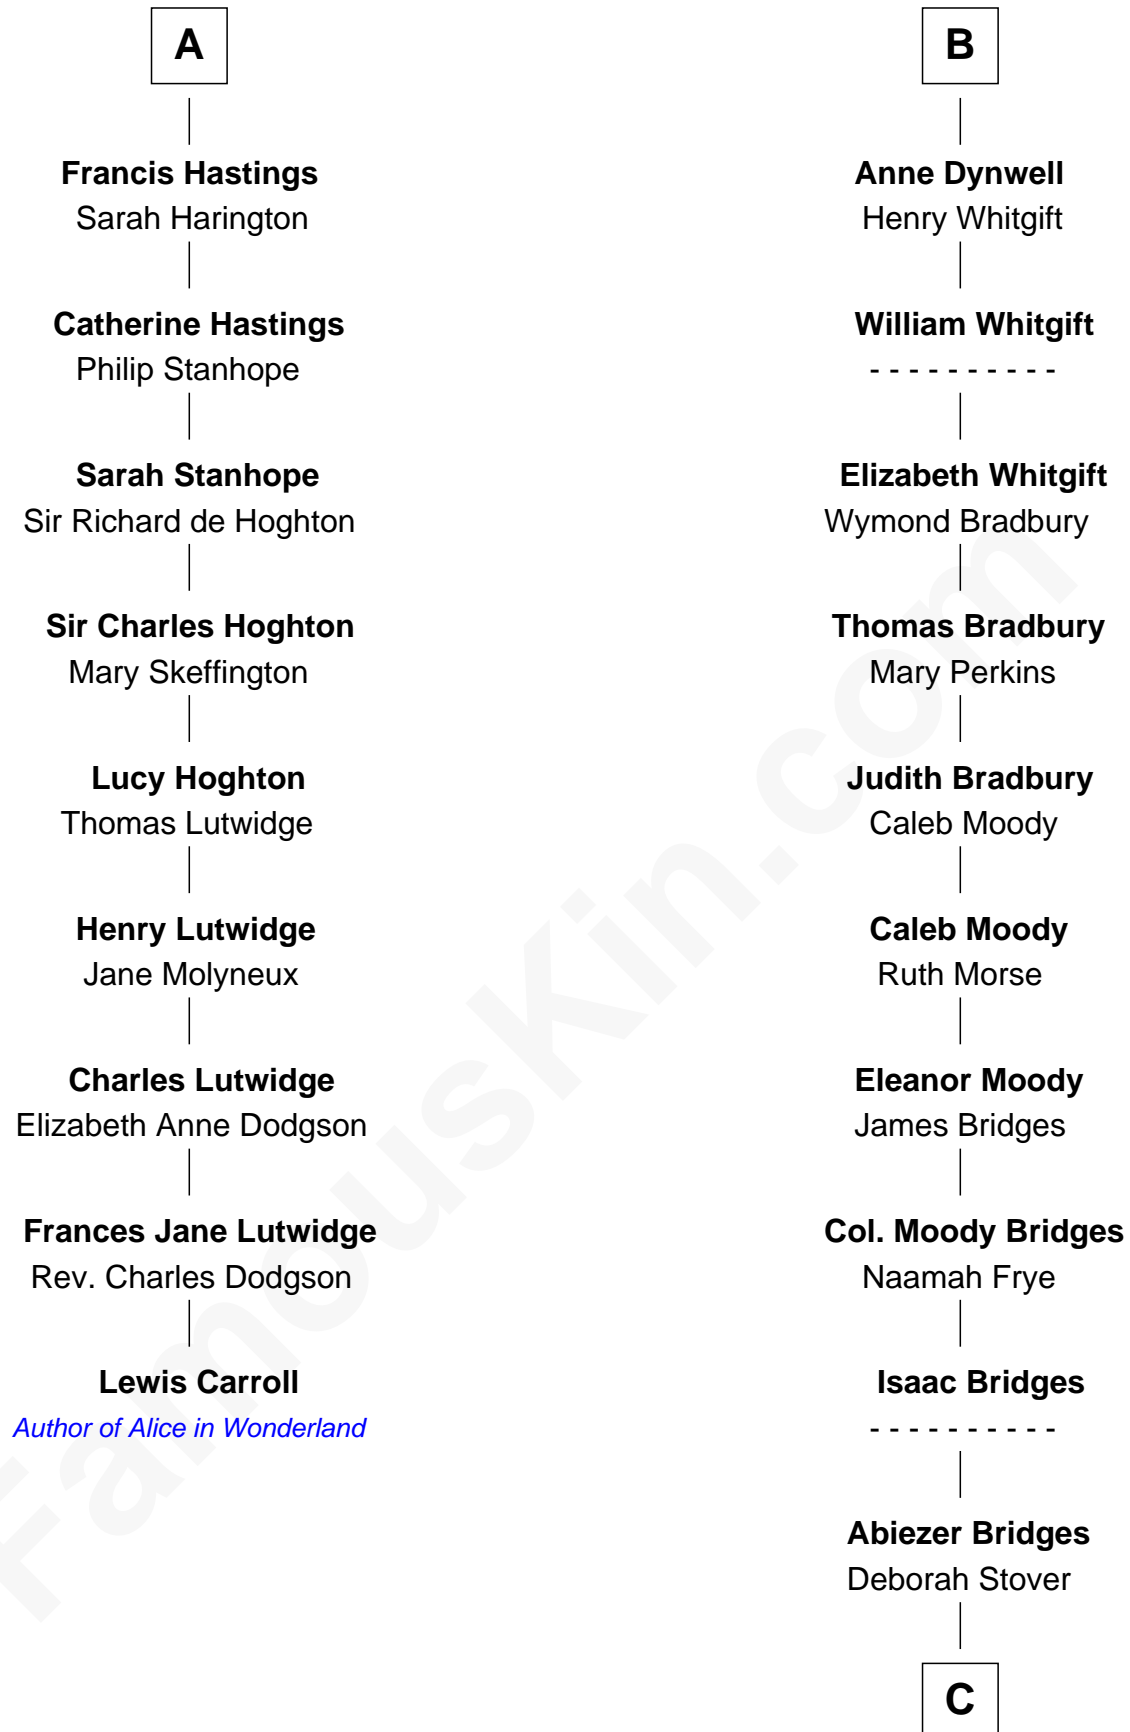 A
Francis Hastings
Sarah Harington
Catherine Hastings
Philip Stanhope
Sarah Stanhope
Sir Richard de Hoghton
Sir Charles Hoghton
Mary Skeffington
Lucy Hoghton
Thomas Lutwidge
Henry Lutwidge
Jane Molyneux
Charles Lutwidge
Elizabeth Anne Dodgson
Frances Jane Lutwidge
Rev. Charles Dodgson
Lewis Carroll
Author of Alice in Wonderland
B
Anne Dynwell
Henry Whitgift
William Whitgift
- - - - - - - - - -
Elizabeth Whitgift
Wymond Bradbury
Thomas Bradbury
Mary Perkins
Judith Bradbury
Caleb Moody
Caleb Moody
Ruth Morse
Eleanor Moody
James Bridges
Col. Moody Bridges
Naamah Frye
Isaac Bridges
- - - - - - - - - -
Abiezer Bridges
Deborah Stover
C
FamousKin.com